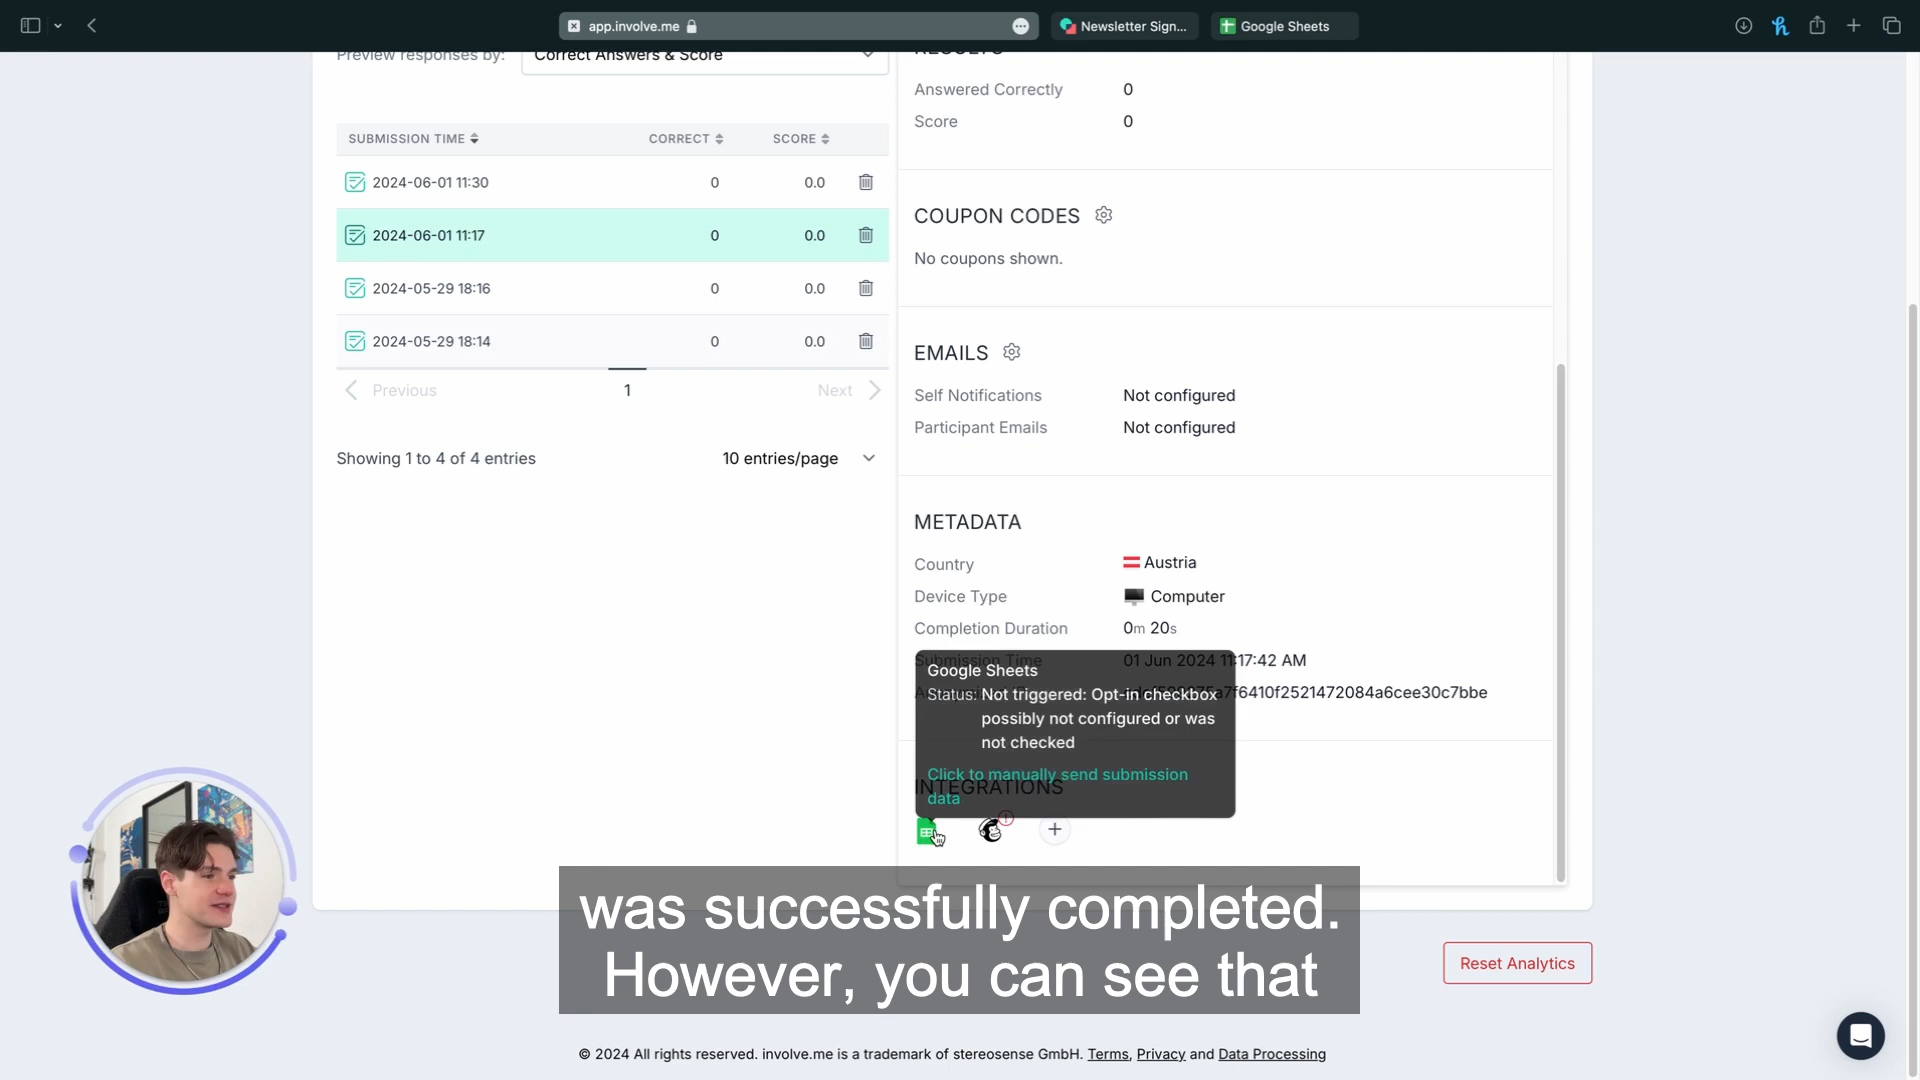 app.involve.me
Newsletter Sign...
Google Sheets
Preview responses by:
Correct Answers & Score
RESULTS
Answered Correctly 0
Score 0
SUBMISSION TIME CORRECT SCORE
2024-06-01 11:30 0 0.0
2024-06-01 11:17 0 0.0
2024-05-29 18:16 0 0.0
2024-05-29 18:14 0 0.0
Previous 1 Next
Showing 1 to 4 of 4 entries
10 entries/page
COUPON CODES
No coupons shown.
EMAILS
Self Notifications Not configured
Participant Emails Not configured
METADATA
Country Austria
Device Type Computer
Completion Duration 0m 20s
Submission Time 01 Jun 2024 11:17:42 AM
a7f6410f2521472084a6cee30c7bbe
Google Sheets
Status: Not triggered: Opt-in checkbox
possibly not configured or was
not checked
Click to manually send submission
data
INTEGRATIONS
was successfully completed.
However, you can see that
Reset Analytics
© 2024 All rights reserved. involve.me is a trademark of stereosense GmbH. Terms, Privacy and Data Processing